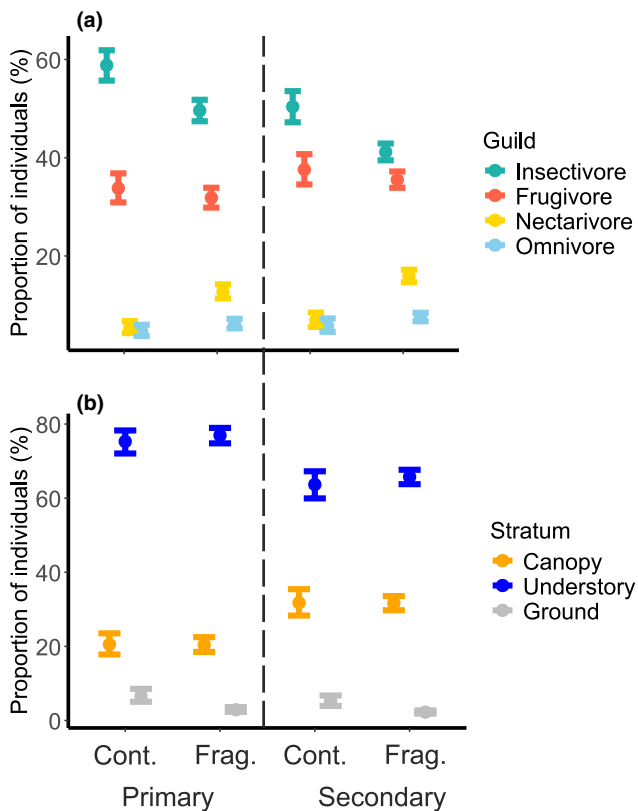 (a)
Proportion of individuals (%)
60
40
20
Guild
Insectivore
Frugivore
Nectarivore
Omnivore
(b)
Proportion of individuals (%)
80
60
40
20
0
Stratum
Canopy
Understory
Ground
Cont. Frag. Cont. Frag.
Primary Secondary